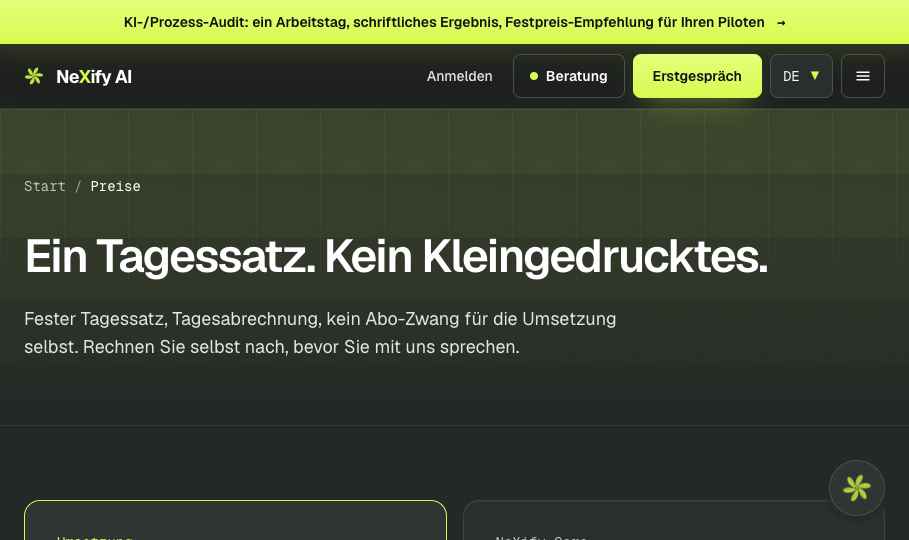 KI-/Prozess-Audit: ein Arbeitstag, schriftliches Ergebnis, Festpreis-Empfehlung für Ihren Piloten →
NeXify AI
Anmelden
Beratung
Erstgespräch
DE ▼
Start / Preise
Ein Tagessatz. Kein Kleingedrucktes.
Fester Tagessatz, Tagesabrechnung, kein Abo-Zwang für die Umsetzung
selbst. Rechnen Sie selbst nach, bevor Sie mit uns sprechen.
Umsetzung